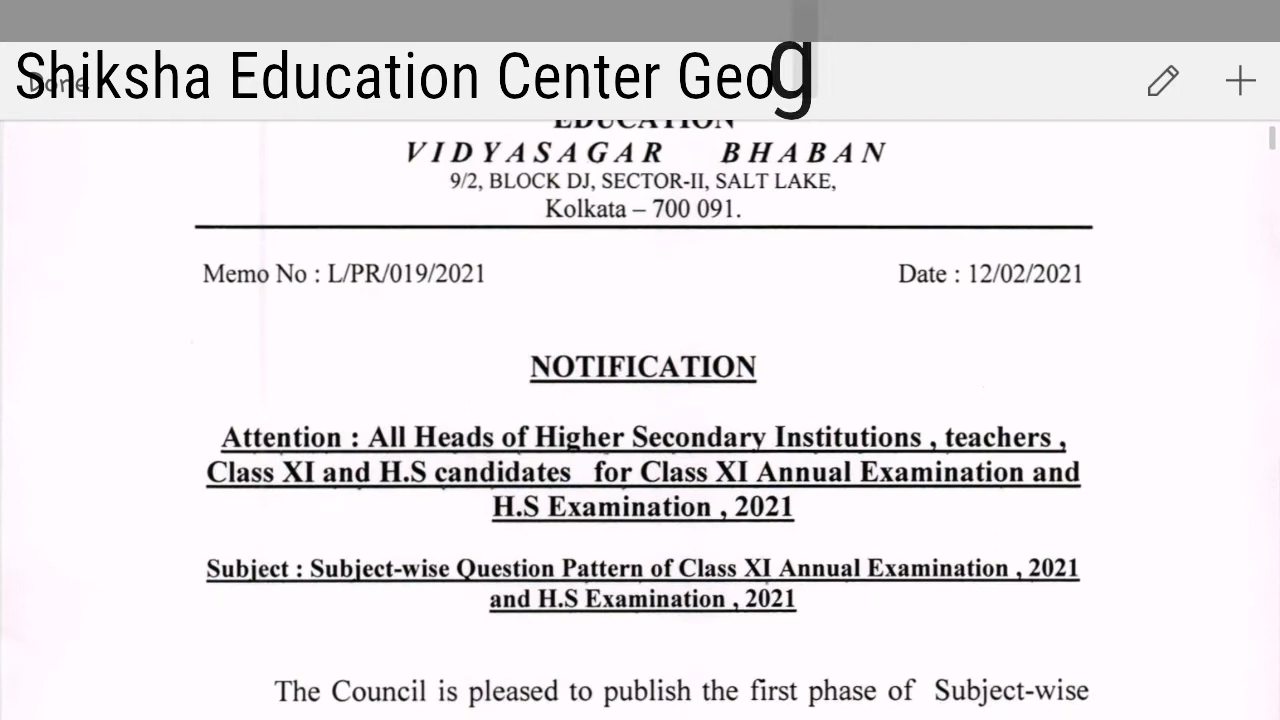 Shiksha Education Center Geog
Done
EDUCATION
VIDYASAGAR BHABAN
9/2, BLOCK DJ, SECTOR-II, SALT LAKE,
Kolkata – 700 091.
Memo No : L/PR/019/2021 Date : 12/02/2021
NOTIFICATION
Attention : All Heads of Higher Secondary Institutions , teachers ,
Class XI and H.S candidates for Class XI Annual Examination and
H.S Examination , 2021
Subject : Subject-wise Question Pattern of Class XI Annual Examination , 2021
and H.S Examination , 2021
The Council is pleased to publish the first phase of Subject-wise